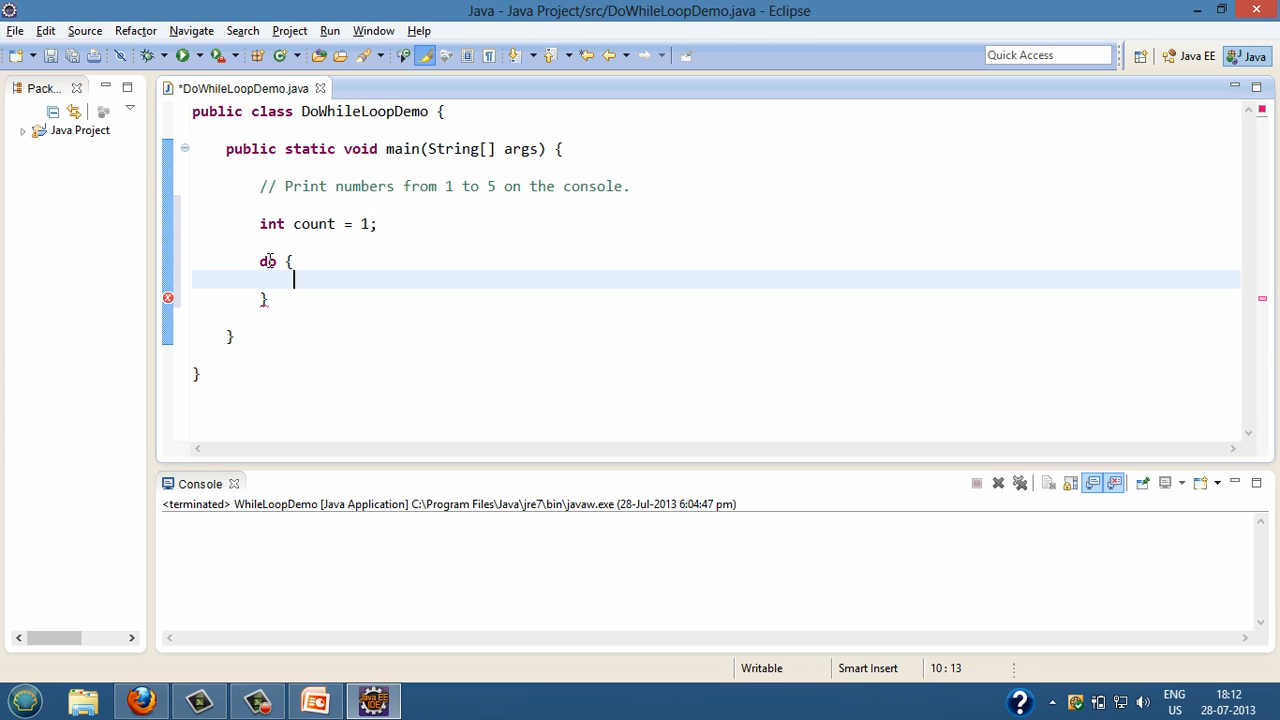 Java - Java Project/src/DoWhileLoopDemo.java - Eclipse
File Edit Source Refactor Navigate Search Project Run Window Help
Quick Access Java EE Java
Pack... *DoWhileLoopDemo.java
Java Project
public class DoWhileLoopDemo {
public static void main(String[] args) {
// Print numbers from 1 to 5 on the console.
int count = 1;
do {
}
}
}
Console
<terminated> WhileLoopDemo [Java Application] C:\Program Files\Java\jre7\bin\javaw.exe (28-Jul-2013 6:04:47 pm)
Writable Smart Insert 10 : 13
Java EE IDE
ENG 18:12
US 28-07-2013